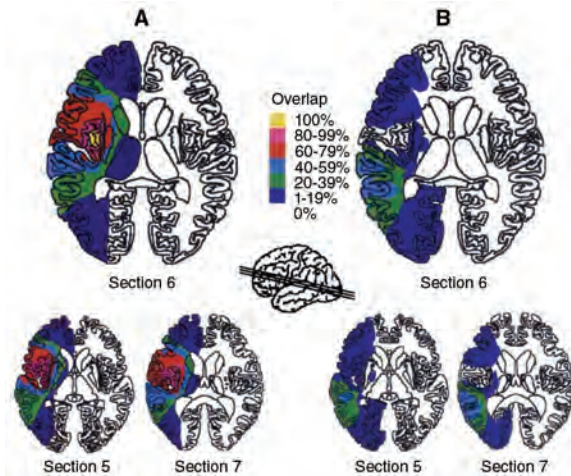 A
B
Overlap
100%
80-99%
60-79%
40-59%
20-39%
1-19%
0%
Section 6
Section 6
Section 5
Section 7
Section 5
Section 7